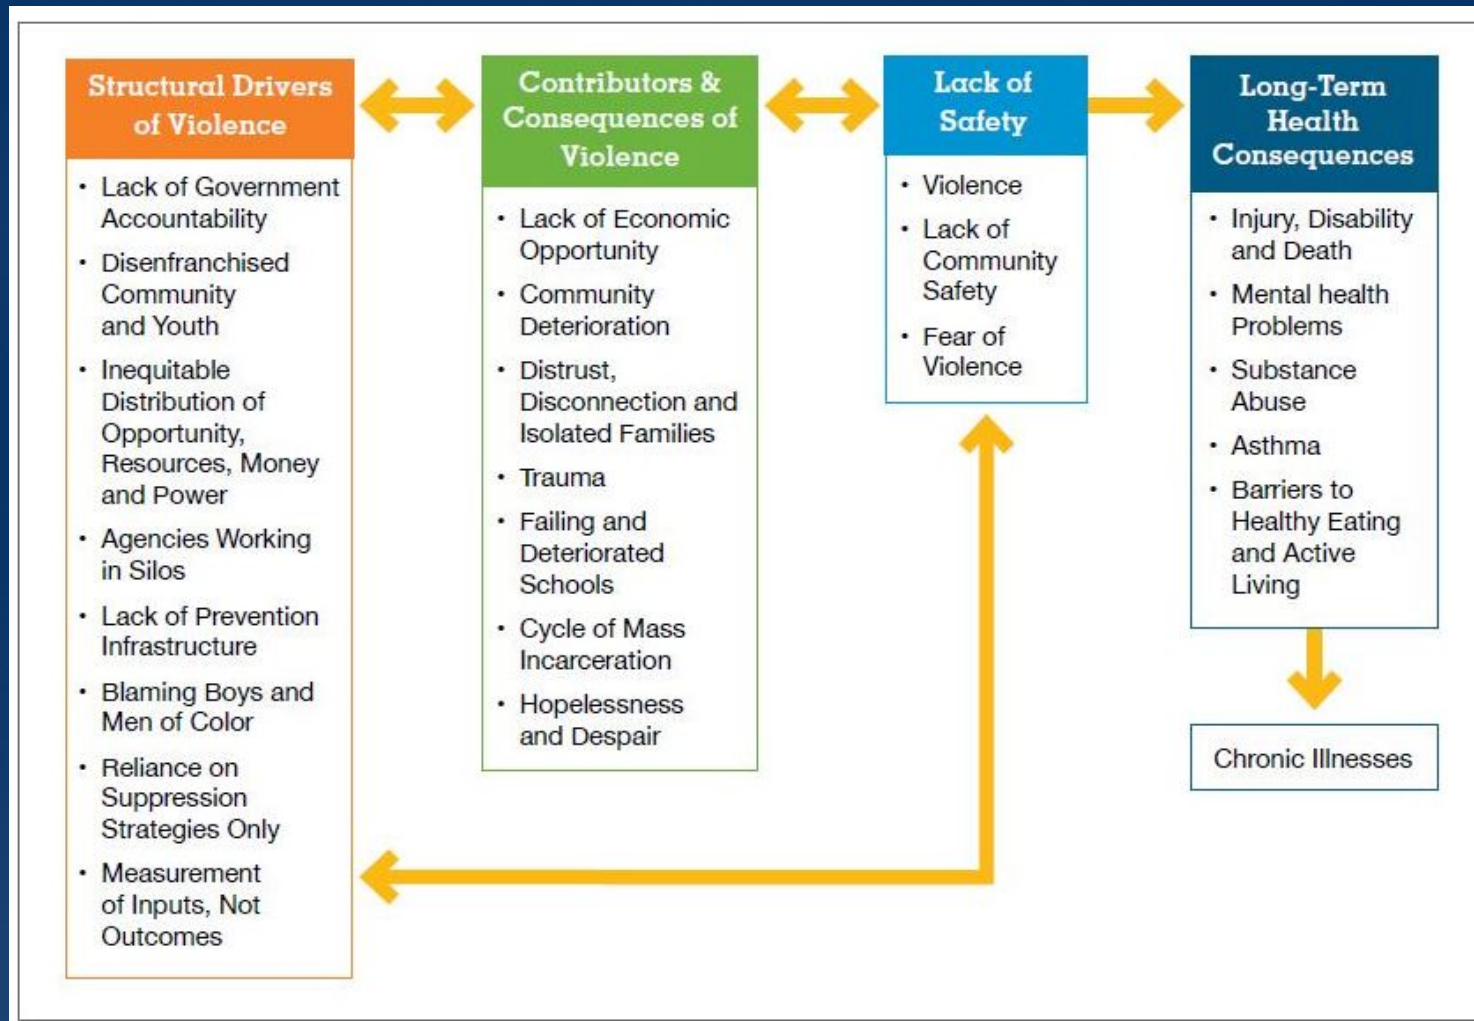 Structural Drivers
of Violence
• Lack of Government
Accountability
• Disenfranchised
Community
and Youth
• Inequitable
Distribution of
Opportunity,
Resources, Money
and Power
• Agencies Working
in Silos
• Lack of Prevention
Infrastructure
• Blaming Boys and
Men of Color
• Reliance on
Suppression
Strategies Only
• Measurement
of Inputs, Not
Outcomes
Contributors &
Consequences of
Violence
• Lack of Economic
Opportunity
• Community
Deterioration
• Distrust,
Disconnection and
Isolated Families
• Trauma
• Failing and
Deteriorated
Schools
• Cycle of Mass
Incarceration
• Hopelessness
and Despair
Lack of
Safety
• Violence
• Lack of
Community
Safety
• Fear of
Violence
Long-Term
Health
Consequences
• Injury, Disability
and Death
• Mental health
Problems
• Substance
Abuse
• Asthma
• Barriers to
Healthy Eating
and Active
Living
Chronic Illnesses